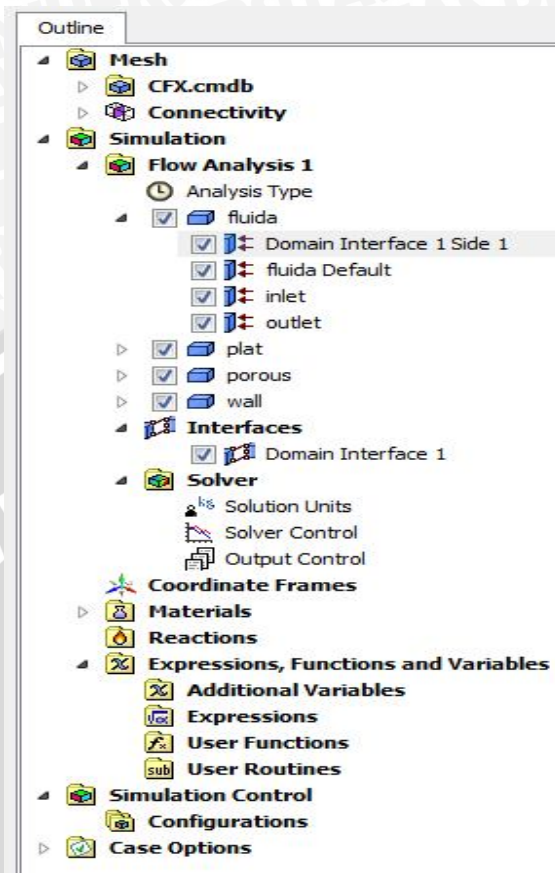 Outline
Mesh
CFX.cmdb
Connectivity
Simulation
Flow Analysis 1
Analysis Type
fluida
Domain Interface 1 Side 1
fluida Default
inlet
outlet
plat
porous
wall
Interfaces
Domain Interface 1
Solver
Solution Units
Solver Control
Output Control
Coordinate Frames
Materials
Reactions
Expressions, Functions and Variables
Additional Variables
Expressions
User Functions
User Routines
Simulation Control
Configurations
Case Options